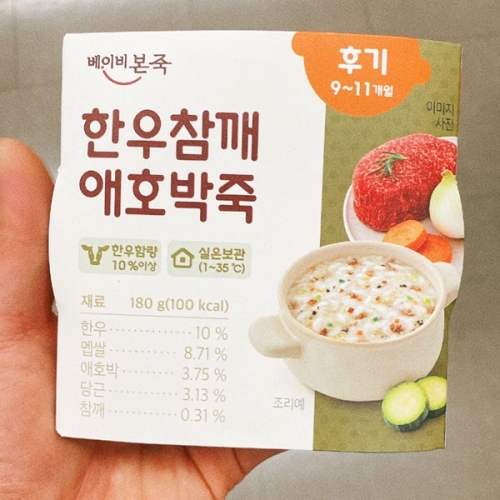 베이비본죽
후기
9~11개월
이미지
사진
한우참깨
애호박죽
한우함량
10%이상
실온보관
(1~35℃)
재료 180 g(100 kcal)
한우 10 %
멥쌀 8.71 %
애호박 3.75 %
당근 3.13 %
참깨 0.31 %
조리예